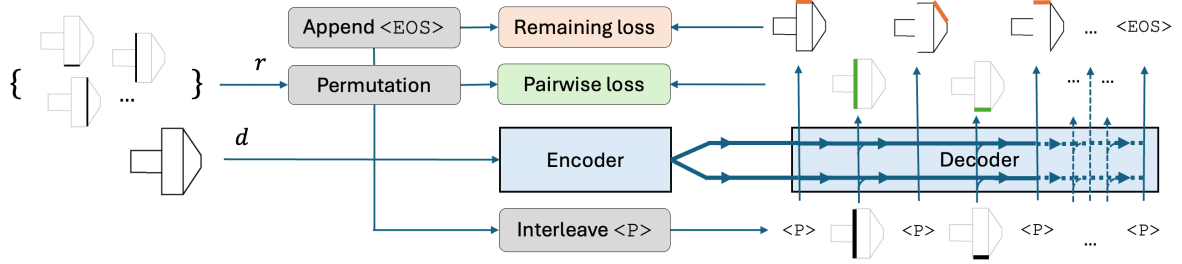 Append <EOS>
Remaining loss
... <EOS>
{ ... }
r
Permutation
Pairwise loss
... ...
d
Encoder
Decoder
Interleave <P>
<P> <P> <P> ... <P>